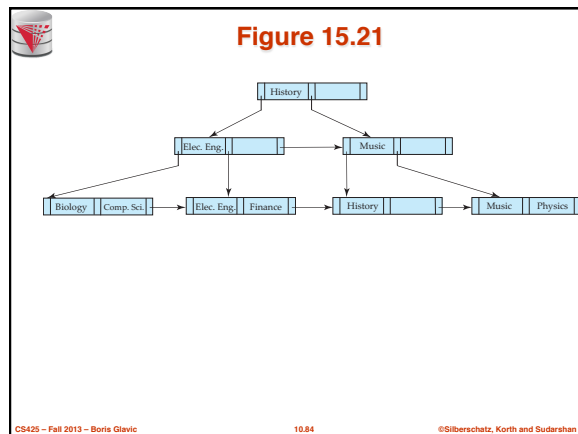 Figure 15.21
History
Elec. Eng.
Music
Biology
Comp. Sci.
Elec. Eng.
Finance
History
Music
Physics
CS425 – Fall 2013 – Boris Glavic
10.84
©Silberschatz, Korth and Sudarshan